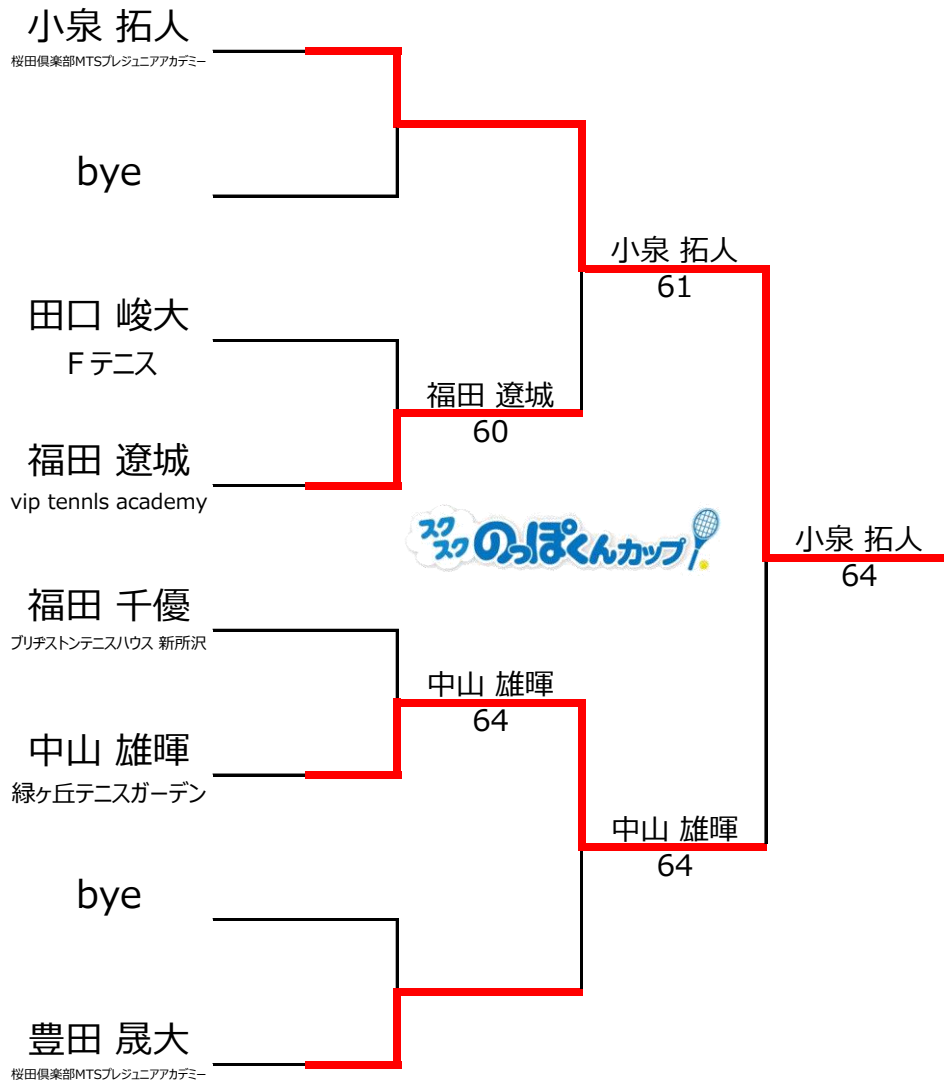 小泉 拓人
桜田倶楽部MTSプレジュニアアカデミー
bye
小泉 拓人
61
田口 峻大
Fテニス
福田 遼城
60
福田 遼城
vip tennls academy
スク
スク のっぽくんカップ
小泉 拓人
64
福田 千優
ブリヂストンテニスハウス 新所沢
中山 雄暉
64
中山 雄暉
緑ヶ丘テニスガーデン
中山 雄暉
64
bye
豊田 晟大
桜田倶楽部MTSプレジュニアアカデミー